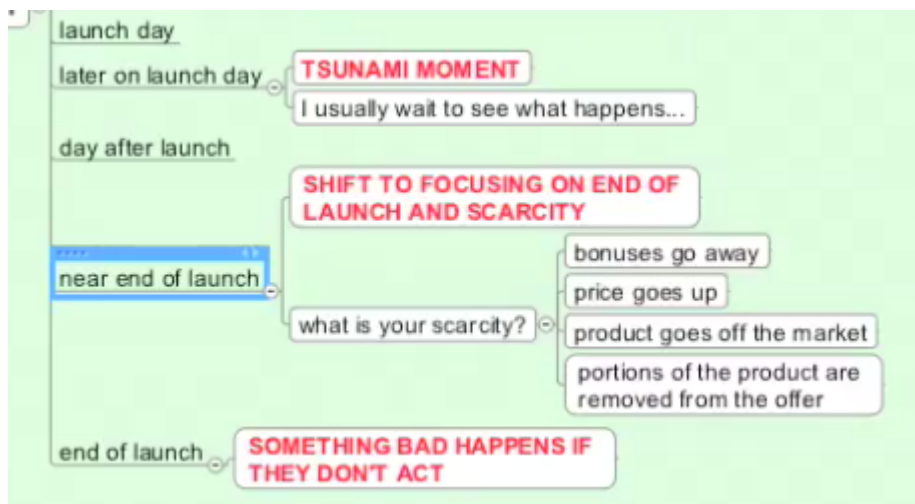 launch day
later on launch day
TSUNAMI MOMENT
I usually wait to see what happens...
day after launch
SHIFT TO FOCUSING ON END OF
LAUNCH AND SCARCITY
near end of launch
what is your scarcity?
bonuses go away
price goes up
product goes off the market
portions of the product are
removed from the offer
end of launch
SOMETHING BAD HAPPENS IF
THEY DON'T ACT